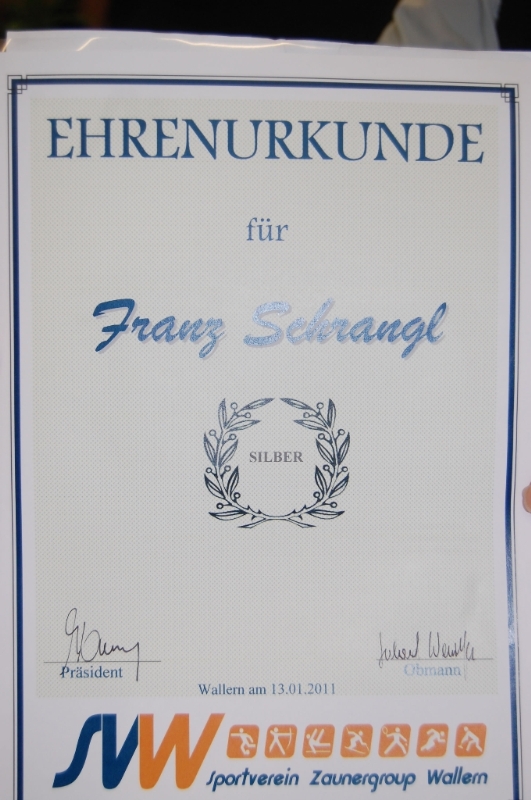 EHRENURKUNDE
für
Franz Schrangl
SILBER
Präsident
Obmann
Wallern am 13.01.2011
SVW
Sportverein Zaunergroup Wallern